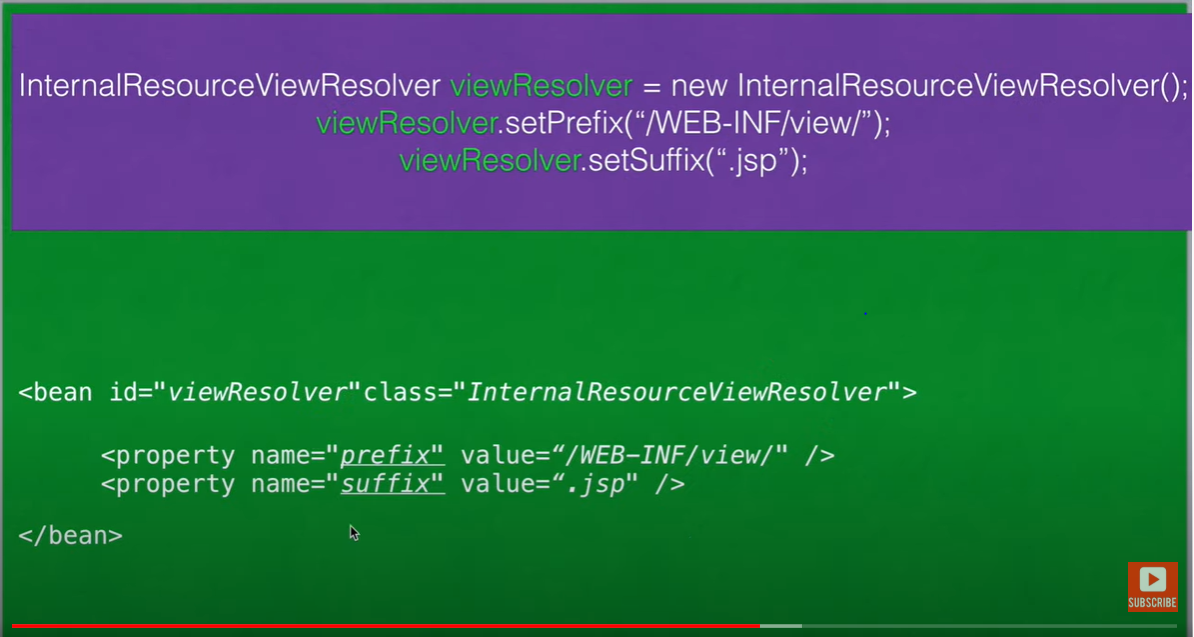 InternalResourceViewResolver viewResolver = new InternalResourceViewResolver();
viewResolver.setPrefix(“/WEB-INF/view/”);
viewResolver.setSuffix(“.jsp”);
<bean id="viewResolver"class="InternalResourceViewResolver">
<property name="prefix" value=“/WEB-INF/view/" />
<property name="suffix" value=“.jsp" />
</bean>
SUBSCRIBE